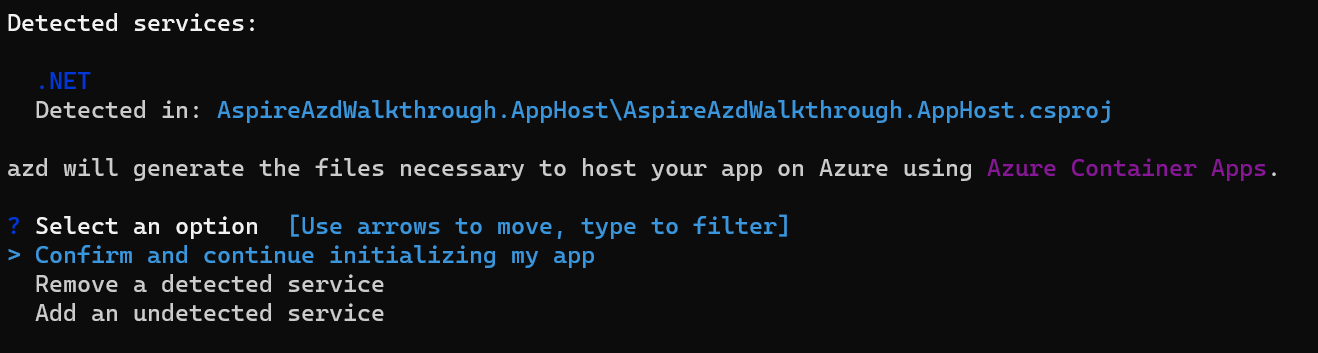 Detected services:
.NET
Detected in: AspireAzdWalkthrough.AppHost\AspireAzdWalkthrough.AppHost.csproj
azd will generate the files necessary to host your app on Azure using Azure Container Apps.
? Select an option  [Use arrows to move, type to filter]
> Confirm and continue initializing my app
Remove a detected service
Add an undetected service